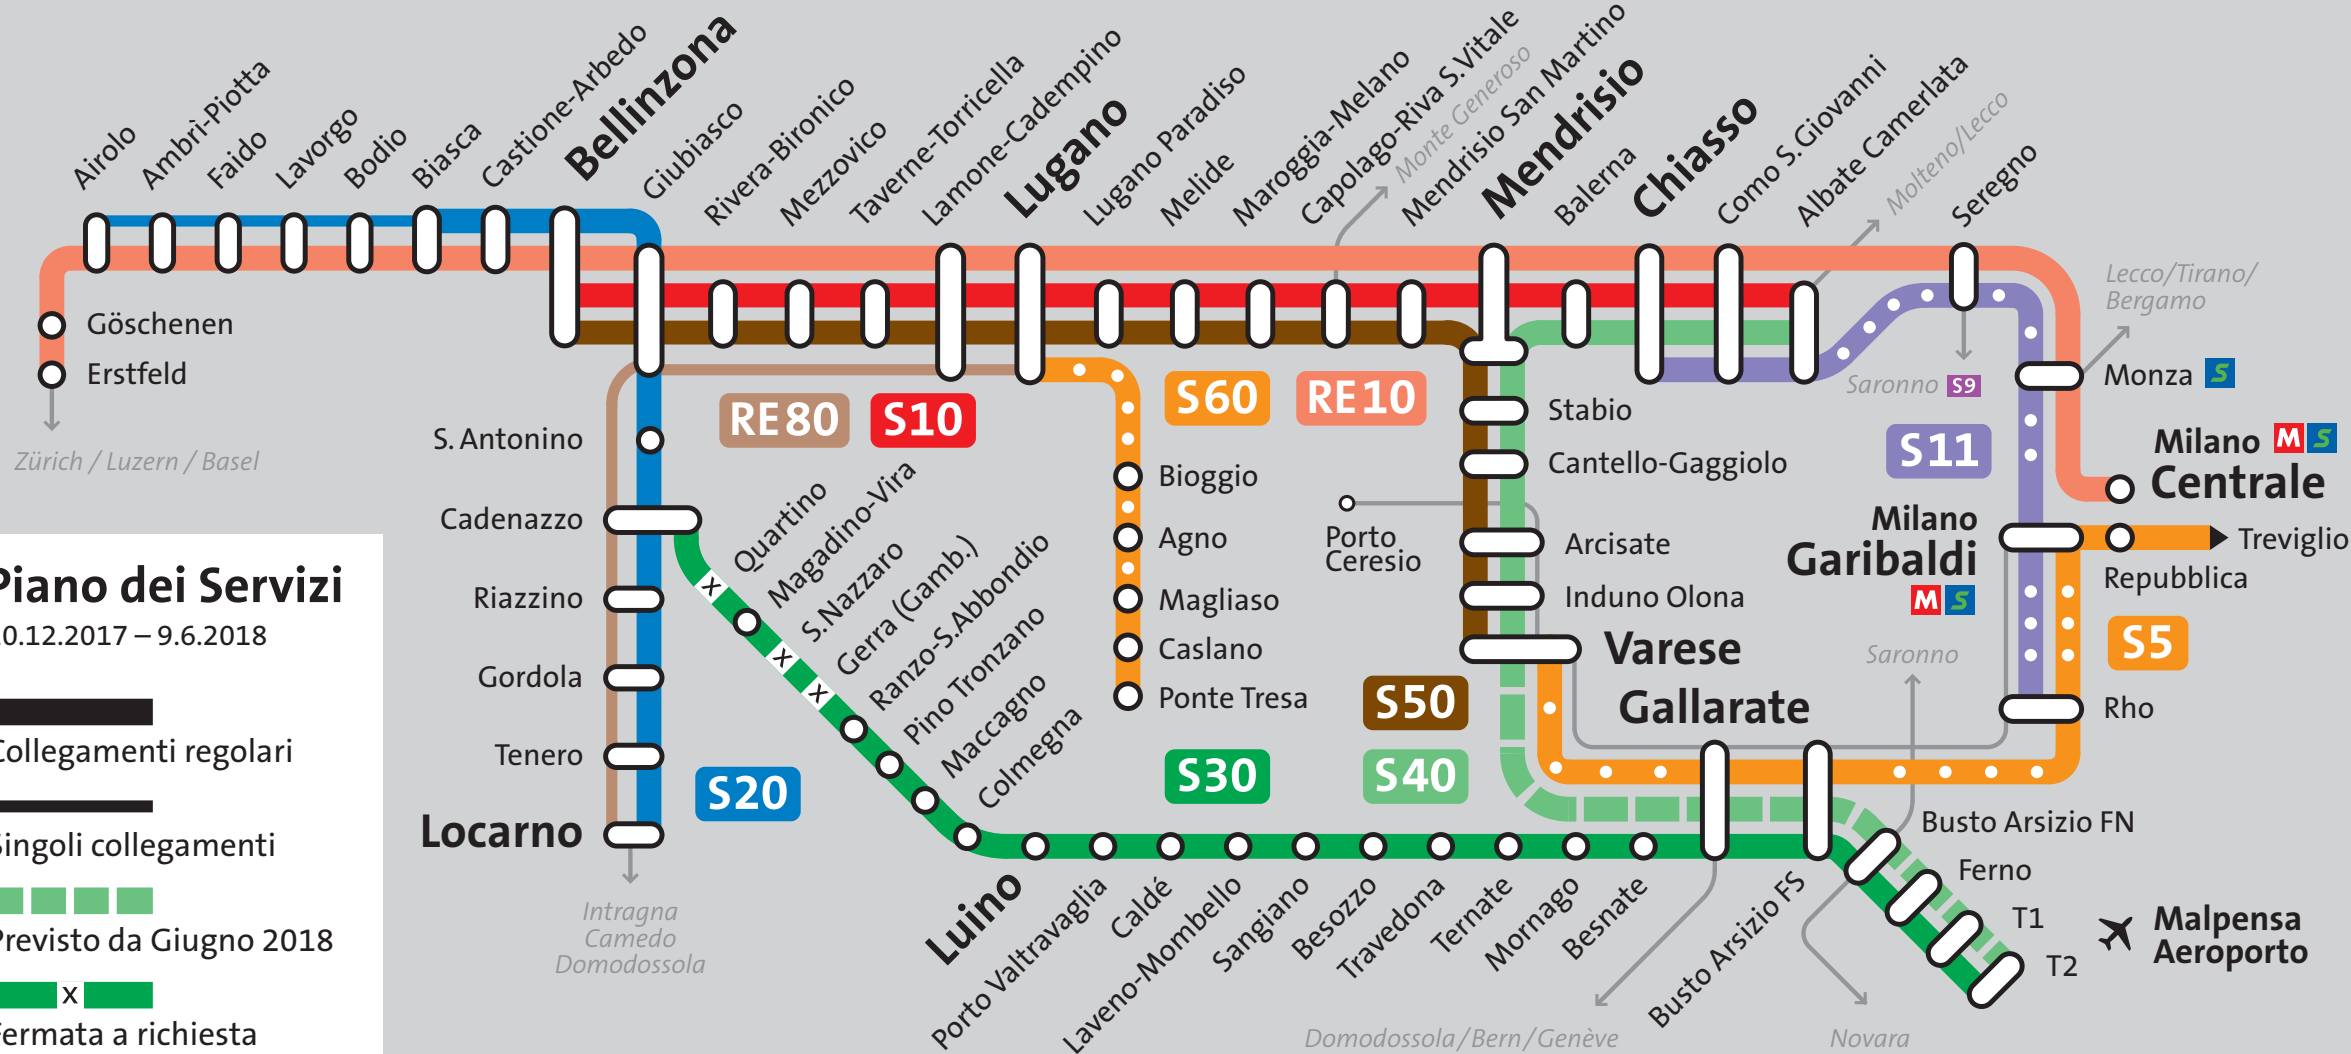 Airolo
Ambrì-Piotta
Faido
Lavorgo
Bodio
Biasca
Castione-Arbedo
Bellinzona
Giubiasco
Rivera-Bironico
Mezzovico
Taverne-Torricella
Lamone-Cadempino
Lugano
Lugano Paradiso
Melide
Maroggia-Melano
Capolago-Riva S.Vitale
Monte Generoso
Mendrisio San Martino
Mendrisio
Balerna
Chiasso
Como S. Giovanni
Albate Camerlata
Molteno/Lecco
Seregno
Göschenen
Erstfeld
Zürich / Luzern / Basel
Lecco/Tirano/
Bergamo
Saronno S9
Monza S
Milano M S
Centrale
RE80
S10
S60
RE10
S11
S. Antonino
Cadenazzo
Riazzino
Gordola
Tenero
Locarno
Intragna
Camedo
Domodossola
S20
Quartino
Magadino-Vira
S. Nazzaro
Gerra (Gamb.)
Ranzo-S.Abbondio
Pino Tronzano
Maccagno
Colmegna
x
x
x
Bioggio
Agno
Magliaso
Caslano
Ponte Tresa
Stabio
Cantello-Gaggiolo
Porto
Ceresio
Arcisate
Induno Olona
Varese
Gallarate
Milano
Garibaldi
M S
Treviglio
Repubblica
S5
Saronno
Rho
S50
S30
S40
Busto Arsizio FN
Ferno
T1
T2
Malpensa
Aeroporto
Luino
Porto Valtravaglia
Caldé
Laveno-Mombello
Sangiano
Besozzo
Travedona
Ternate
Mornago
Besnate
Busto Arsizio FS
Domodossola/Bern/Genève
Novara
Piano dei Servizi
10.12.2017 – 9.6.2018
Collegamenti regolari
Singoli collegamenti
Previsto da Giugno 2018
x
Fermata a richiesta